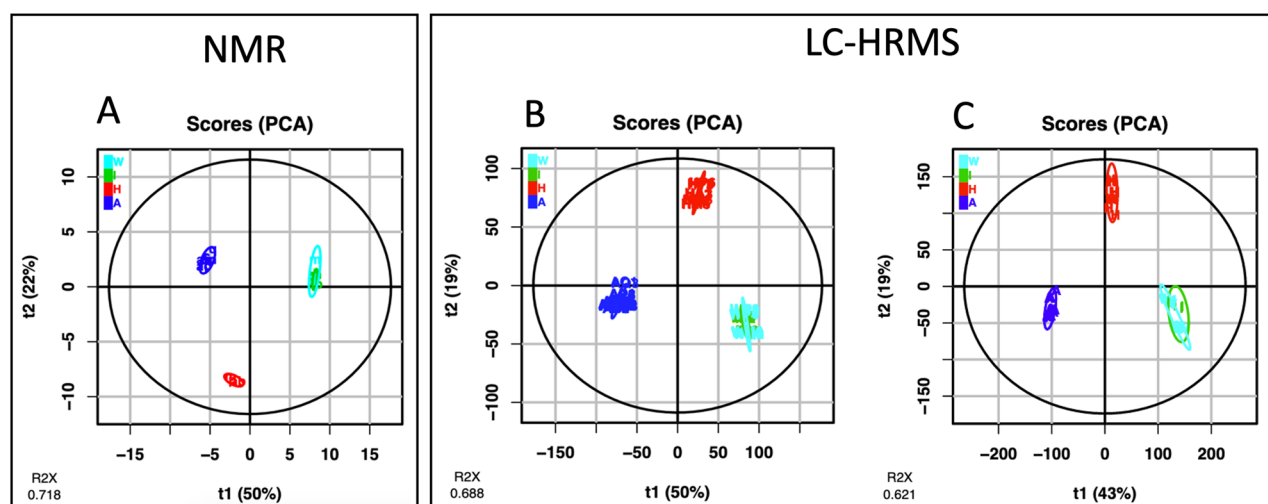 NMR
LC-HRMS
A
Scores (PCA)
W
I
H
A
10
5
0
−5
−10
t2 (22%)
−15
−5
0
5
10
15
R2X
0.718
t1 (50%)
B
Scores (PCA)
W
I
H
A
100
50
0
−50
−100
t2 (19%)
−150
−50
0
50
100
R2X
0.688
t1 (50%)
C
Scores (PCA)
W
I
H
A
150
50
0
−50
−150
t2 (19%)
−200
−100
0
100
200
R2X
0.621
t1 (43%)